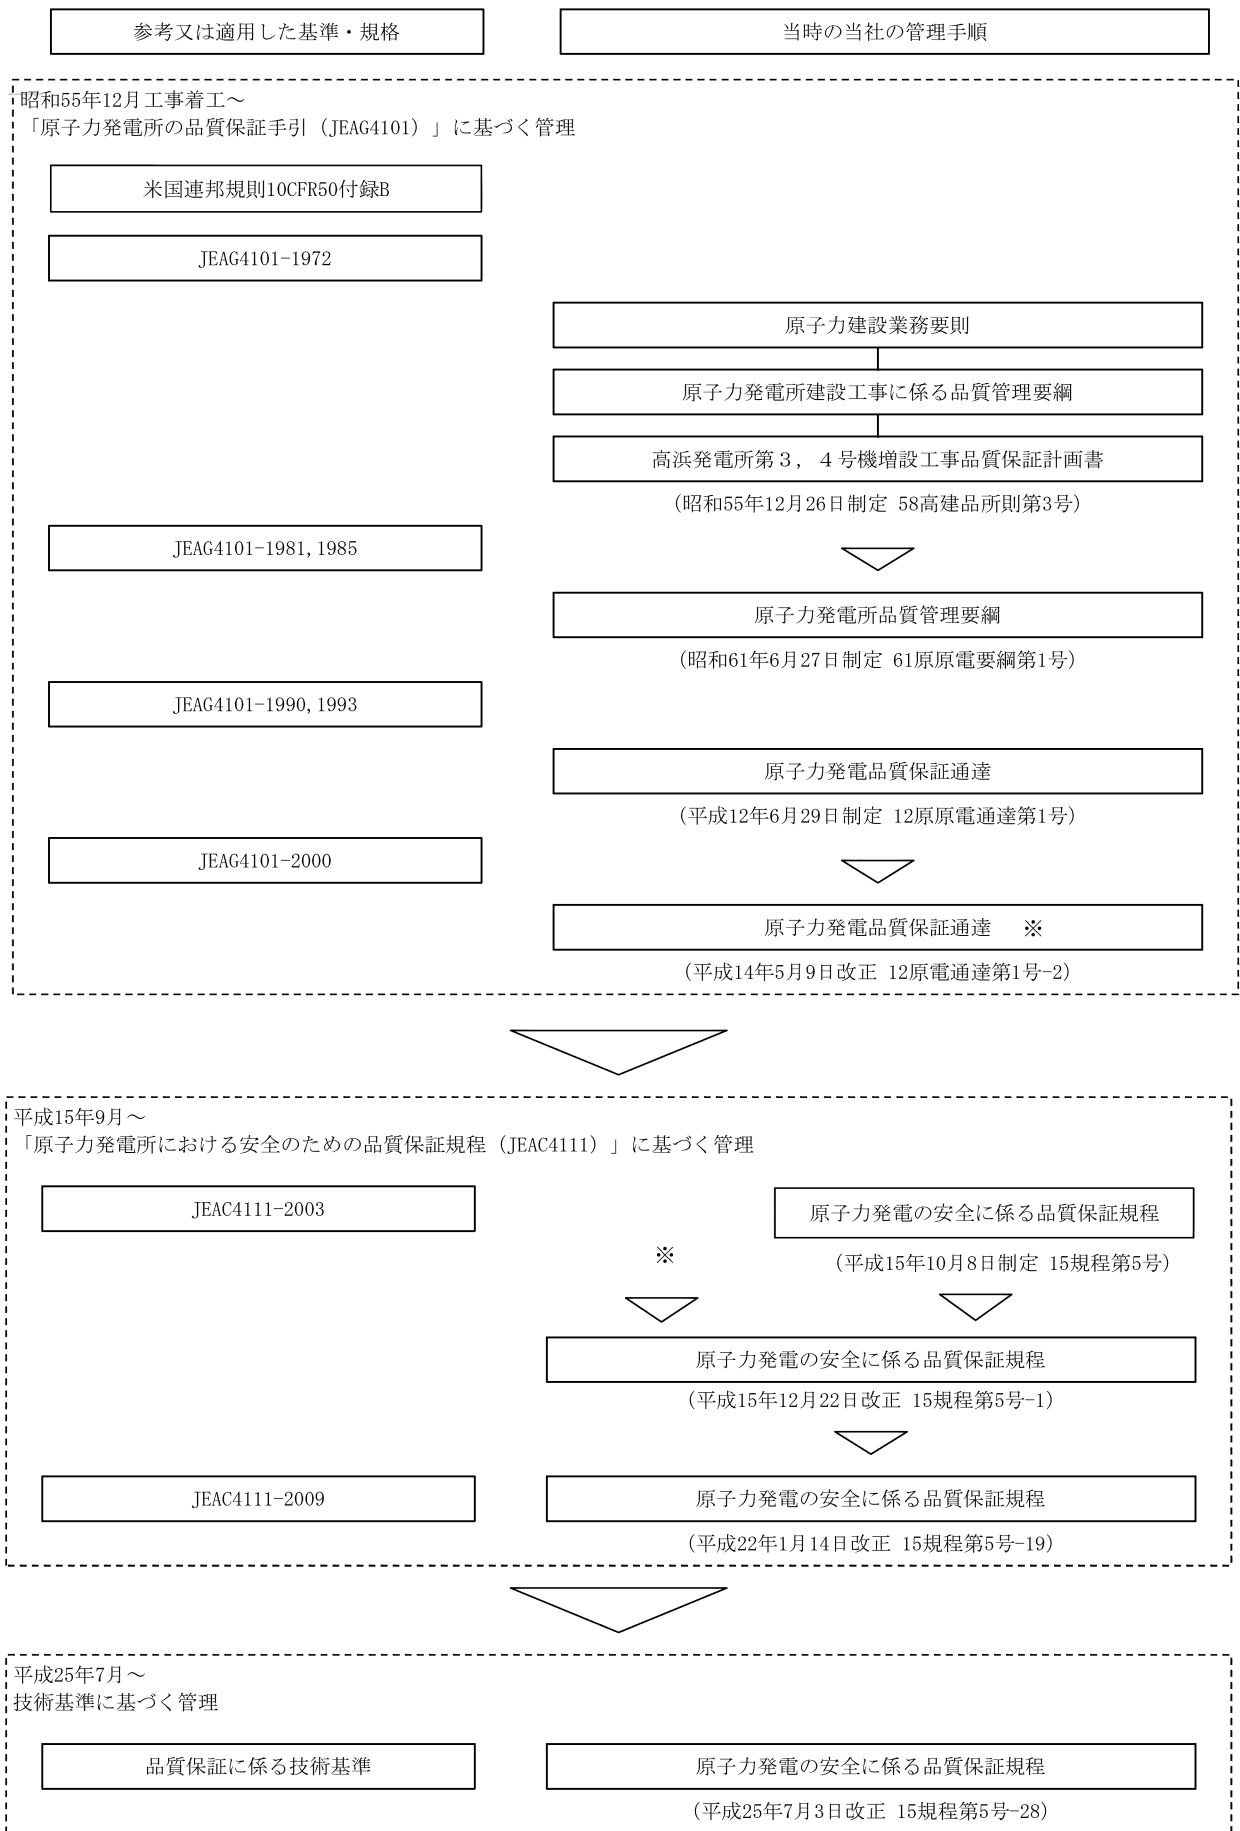 参考又は適用した基準・規格
当時の当社の管理手順
昭和55年12月工事着工～
「原子力発電所の品質保証手引（JEAG4101）」に基づく管理
米国連邦規則10CFR50付録B
JEAG4101-1972
原子力建設業務要則
原子力発電所建設工事に係る品質管理要綱
高浜発電所第３，４号機増設工事品質保証計画書
（昭和55年12月26日制定 58高建品所則第3号）
JEAG4101-1981,1985
原子力発電所品質管理要綱
（昭和61年6月27日制定 61原原電要綱第1号）
JEAG4101-1990,1993
原子力発電品質保証通達
（平成12年6月29日制定 12原原電通達第1号）
JEAG4101-2000
原子力発電品質保証通達　※
（平成14年5月9日改正 12原電通達第1号-2）
平成15年9月～
「原子力発電所における安全のための品質保証規程（JEAC4111）」に基づく管理
JEAC4111-2003
原子力発電の安全に係る品質保証規程
※
（平成15年10月8日制定 15規程第5号）
原子力発電の安全に係る品質保証規程
（平成15年12月22日改正 15規程第5号-1）
JEAC4111-2009
原子力発電の安全に係る品質保証規程
（平成22年1月14日改正 15規程第5号-19）
平成25年7月～
技術基準に基づく管理
品質保証に係る技術基準
原子力発電の安全に係る品質保証規程
（平成25年7月3日改正 15規程第5号-28）